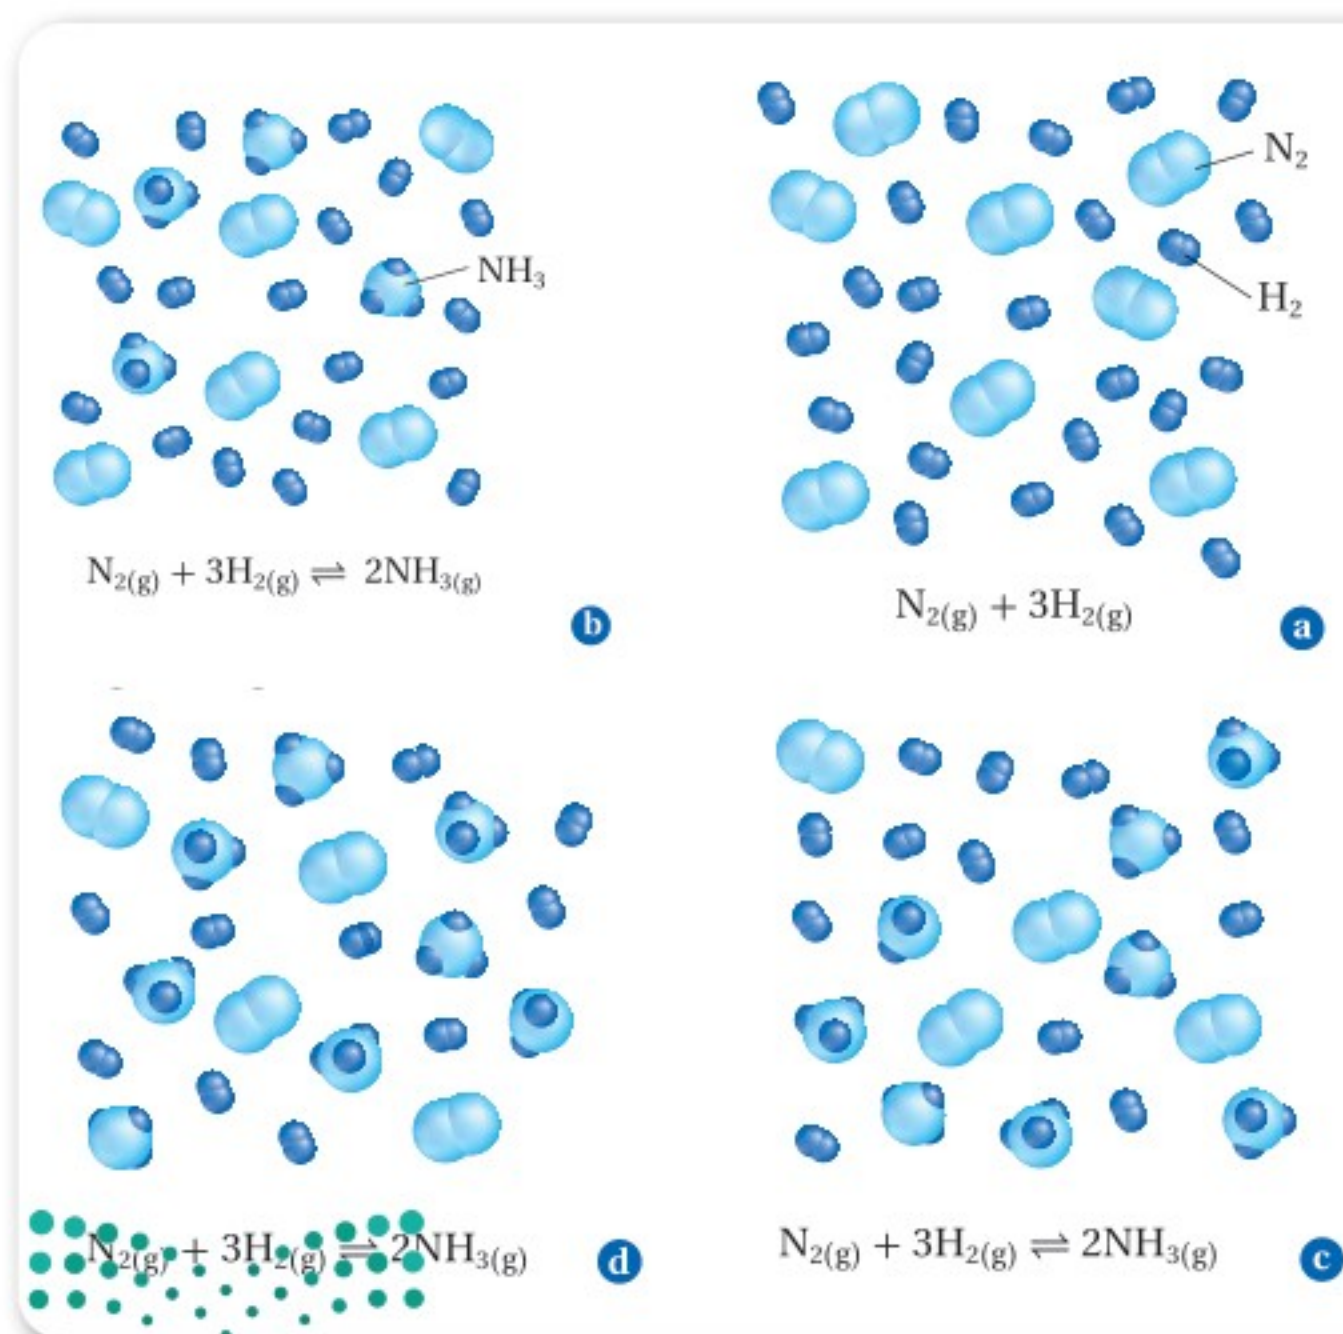 N₂
H₂
N₂(g) + 3H₂(g)
a
NH₃
N₂(g) + 3H₂(g) ⇌ 2NH₃(g)
b
N₂(g) + 3H₂(g) ⇌ 2NH₃(g)
c
N₂(g) + 3H₂(g) ⇌ 2NH₃(g)
d